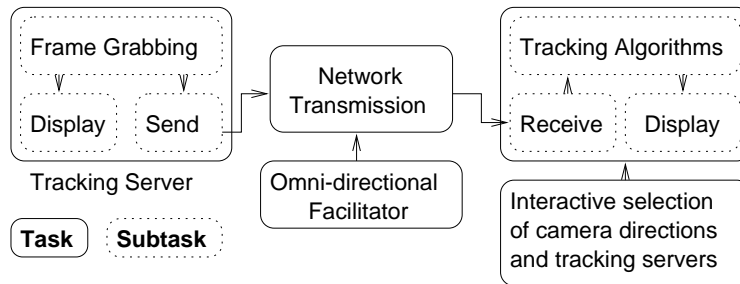 Frame Grabbing
Display
Send
Tracking Server
Network
Transmission
Omni-directional
Facilitator
Tracking Algorithms
Receive
Display
Interactive selection
of camera directions
and tracking servers
Task
Subtask